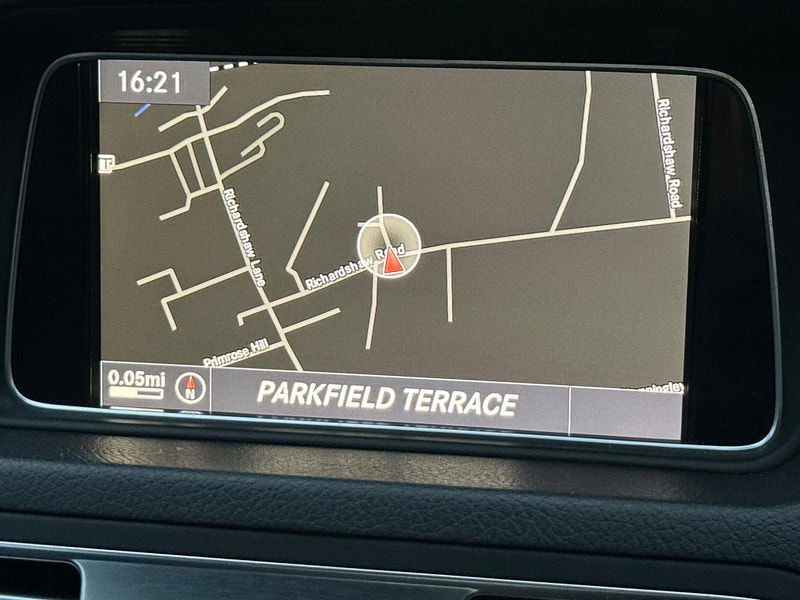 16:21
Richardshaw Road
Richardshaw Lane
Richardshaw Road
Primrose Hill
0.05mi
N
PARKFIELD TERRACE